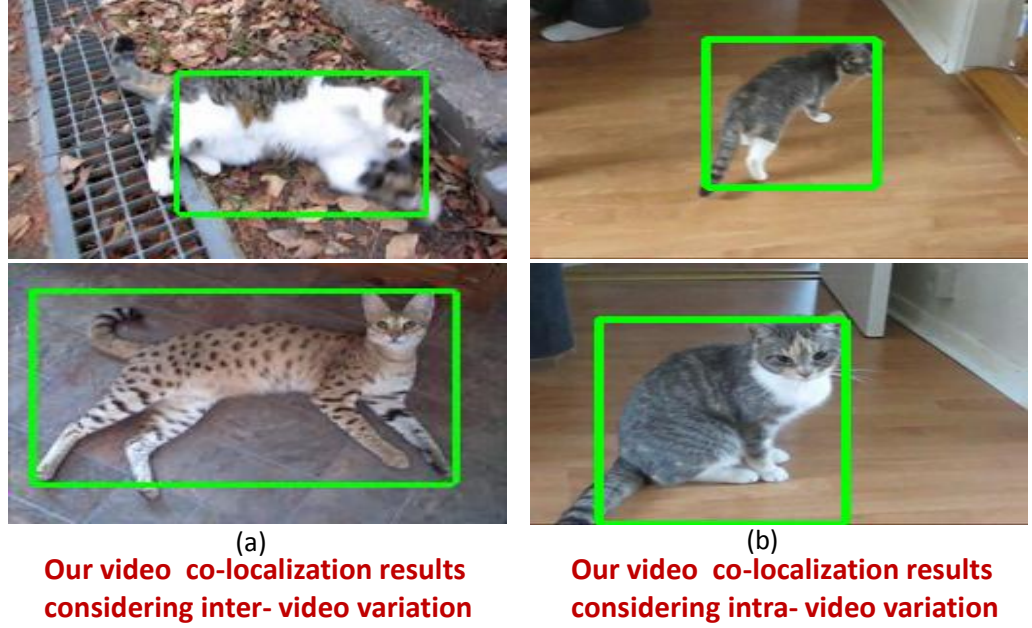 (a)
Our video co-localization results
considering inter- video variation
(b)
Our video co-localization results
considering intra- video variation